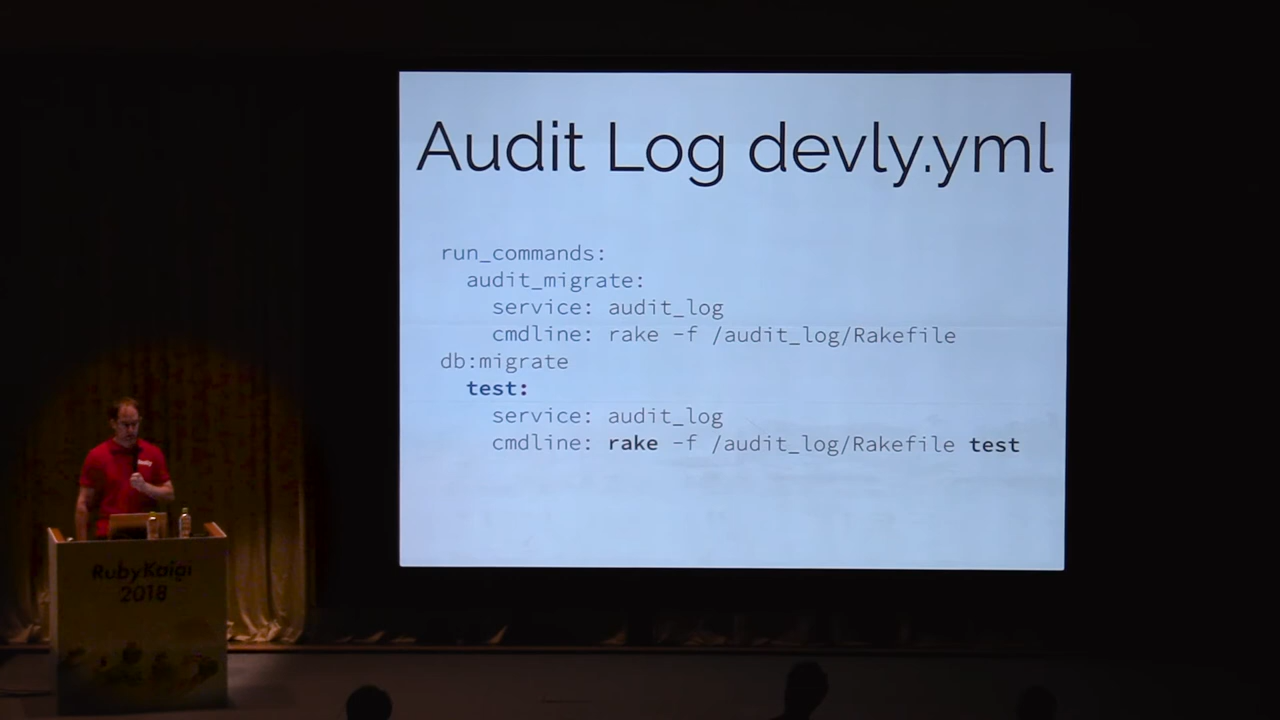 Audit Log devly.yml
run_commands:
  audit_migrate:
    service: audit_log
    cmdline: rake -f /audit_log/Rakefile
db:migrate
  test:
    service: audit_log
    cmdline: rake -f /audit_log/Rakefile test
RubyKaigi
2018